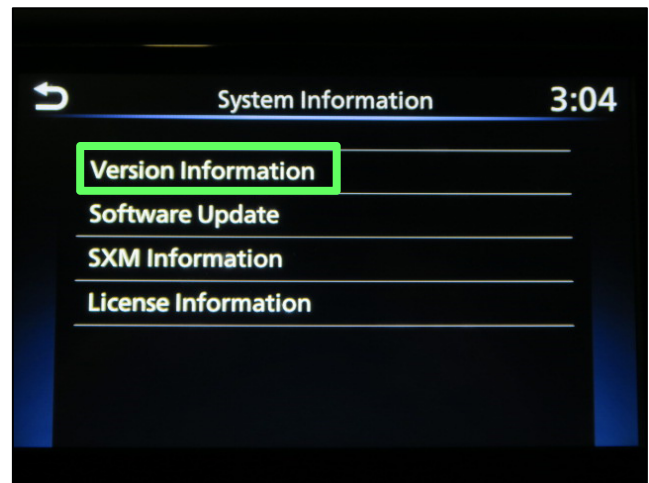 System Information 3:04
Version Information
Software Update
SXM Information
License Information